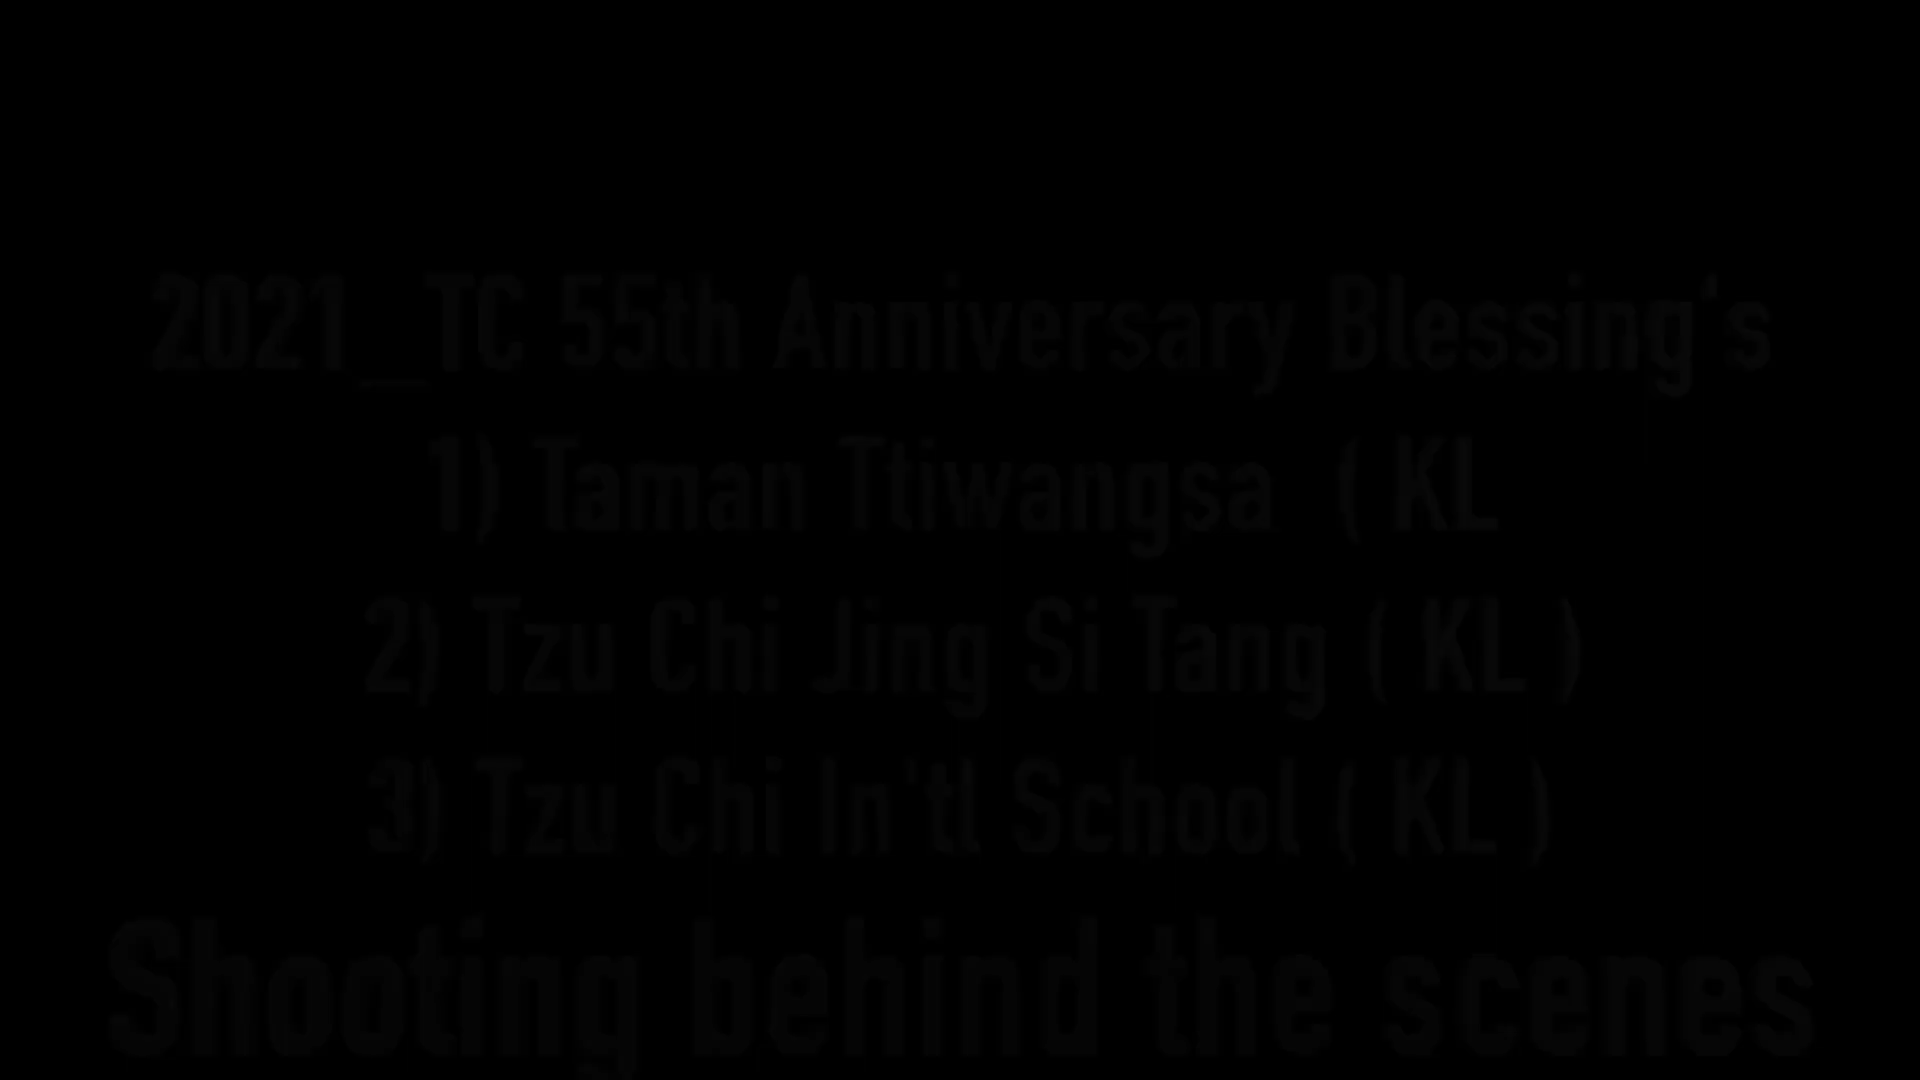 2021_TC 55th Anniversary Blessing‘s
1) Taman Ttiwangsa ( KL
2) Tzu Chi Jing Si Tang ( KL )
3) Tzu Chi In'tl School ( KL )
Shooting behind the scenes